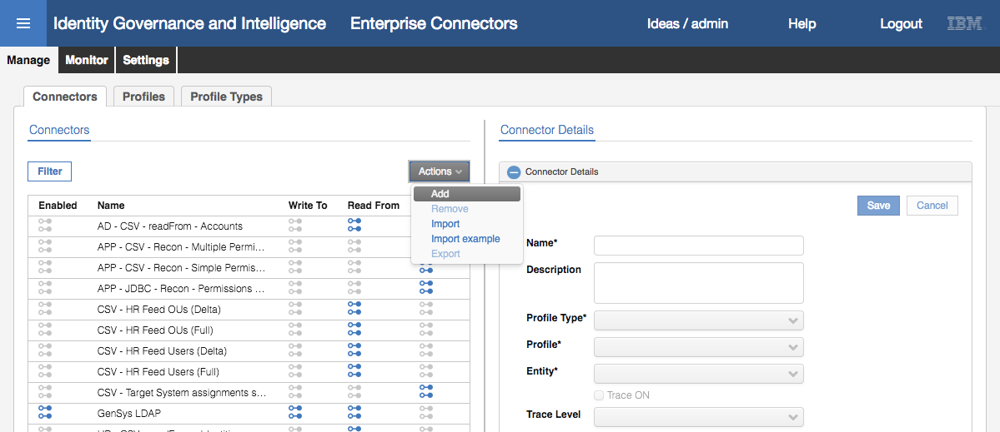 Identity Governance and Intelligence Enterprise Connectors Ideas / admin Help Logout IBM
Manage Monitor Settings
Connectors Profiles Profile Types
Connectors
Filter
Actions
Add
Remove
Import
Import example
Export
Enabled Name Write To Read From
AD - CSV - readFrom - Accounts
APP - CSV - Recon - Multiple Permi...
APP - CSV - Recon - Simple Permis...
APP - JDBC - Recon - Permissions ...
CSV - HR Feed OUs (Delta)
CSV - HR Feed OUs (Full)
CSV - HR Feed Users (Delta)
CSV - HR Feed Users (Full)
CSV - Target System assignments s...
GenSys LDAP
Connector Details
Connector Details
Save Cancel
Name*
Description
Profile Type*
Profile*
Entity*
Trace ON
Trace Level